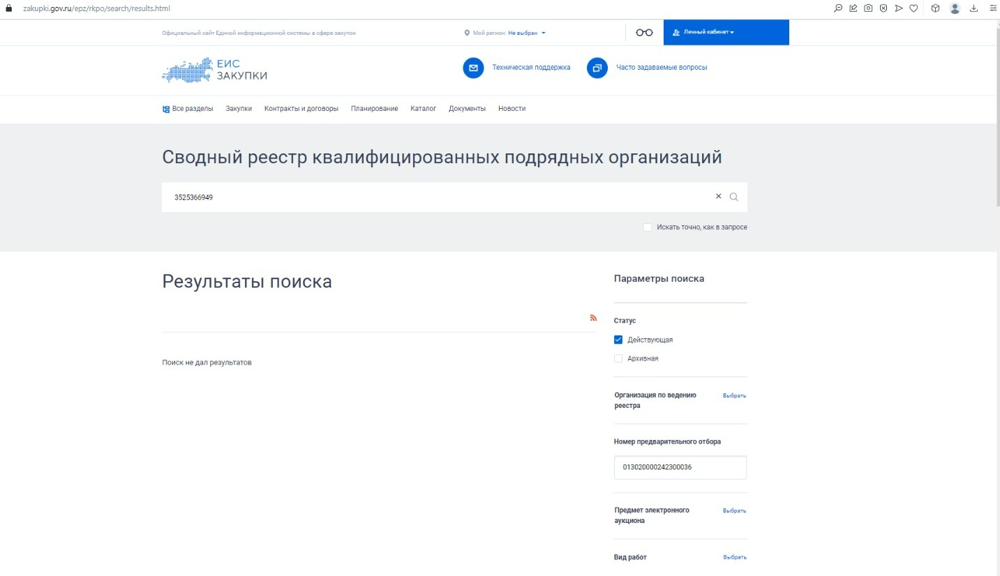 zakupki.gov.ru/epz/rkpo/search/results.html
Официальный сайт Единой информационной системы в сфере закупок
Мой регион: Не выбран
Личный кабинет
ЕИС
ЗАКУПКИ
Техническая поддержка
Часто задаваемые вопросы
Все разделы Закупки Контракты и договоры Планирование Каталог Документы Новости
Сводный реестр квалифицированных подрядных организаций
3525366949
Искать точно, как в запросе
Результаты поиска
Поиск не дал результатов
Параметры поиска
Статус
Действующая
Архивная
Организация по ведению
реестра
Выбрать
Номер предварительного отбора
013020000242300036
Предмет электронного
аукциона
Выбрать
Вид работ
Выбрать